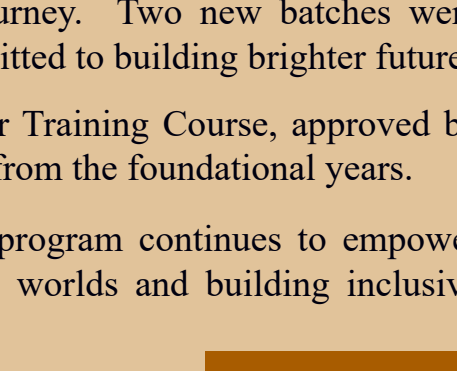 urney. Two new batches wer
itted to building brighter future
r Training Course, approved b
from the foundational years.
program continues to empowe
worlds and building inclusiv